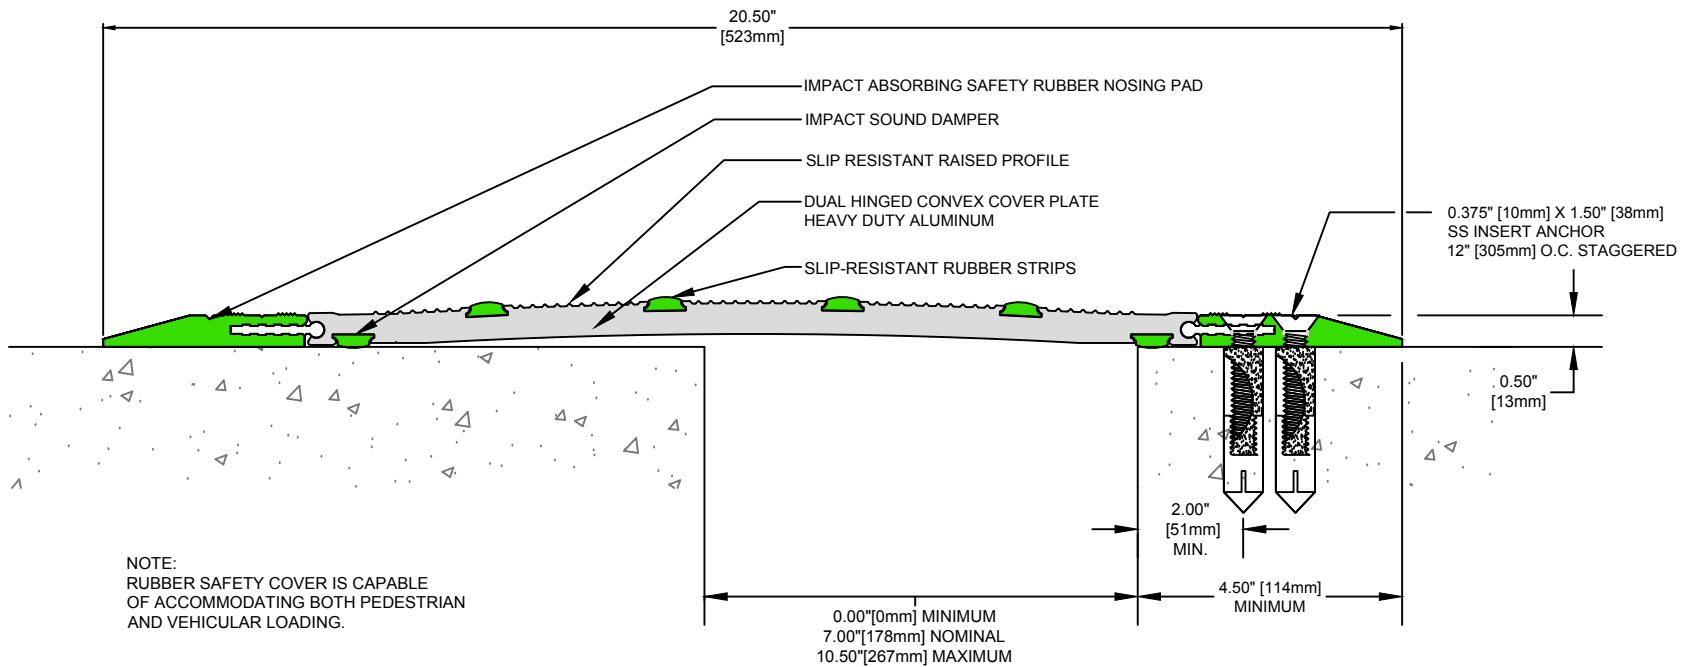 20.50"
[523mm]
IMPACT ABSORBING SAFETY RUBBER NOSING PAD
IMPACT SOUND DAMPER
SLIP RESISTANT RAISED PROFILE
DUAL HINGED CONVEX COVER PLATE
HEAVY DUTY ALUMINUM
SLIP-RESISTANT RUBBER STRIPS
0.375" [10mm] X 1.50" [38mm]
SS INSERT ANCHOR
12" [305mm] O.C. STAGGERED
0.50"
[13mm]
2.00"
[51mm]
MIN.
4.50" [114mm]
MINIMUM
0.00"[0mm] MINIMUM
7.00"[178mm] NOMINAL
10.50"[267mm] MAXIMUM
NOTE:
RUBBER SAFETY COVER IS CAPABLE
OF ACCOMMODATING BOTH PEDESTRIAN
AND VEHICULAR LOADING.